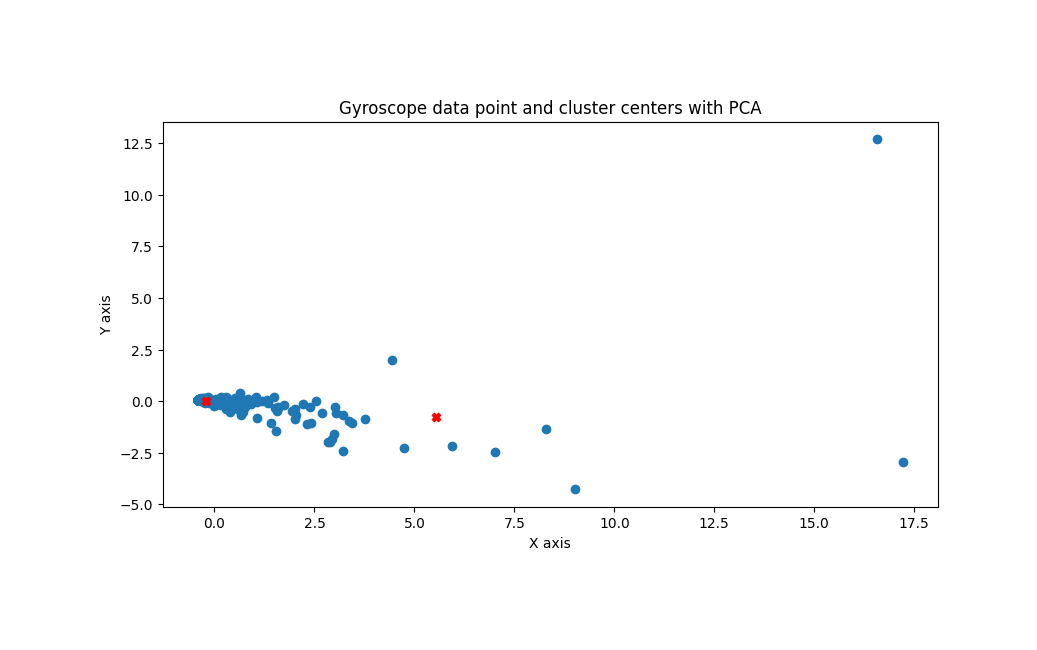 Gyroscope data point and cluster centers with PCA
12.5
10.0
7.5
5.0
2.5
0.0
−2.5
−5.0
Y axis
0.0 2.5 5.0 7.5 10.0 12.5 15.0 17.5
X axis